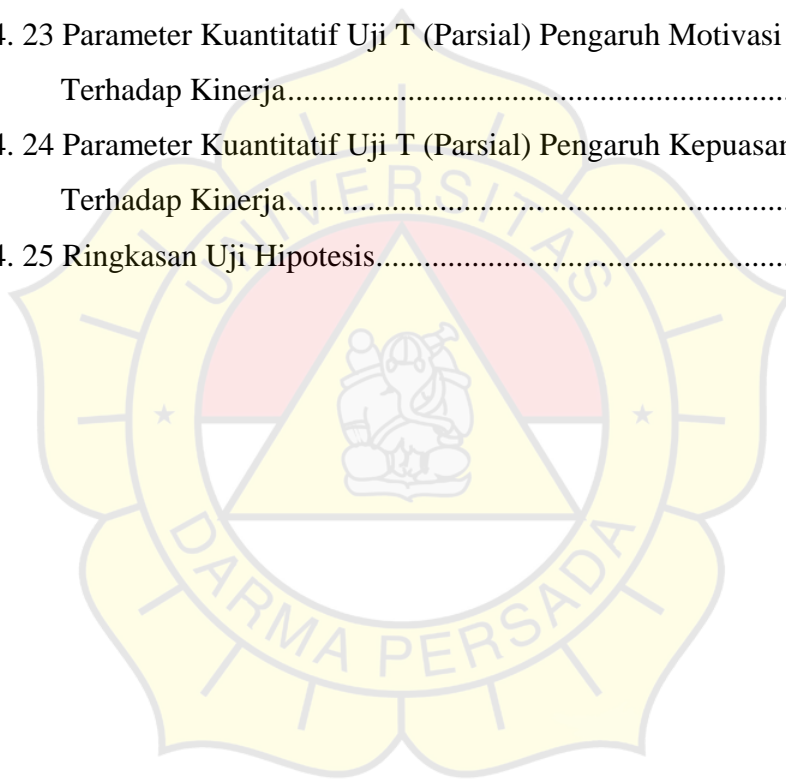 4. 23 Parameter Kuantitatif Uji T (Parsial) Pengaruh Motivasi
Terhadap Kinerja................................................................
4. 24 Parameter Kuantitatif Uji T (Parsial) Pengaruh Kepuasan
Terhadap Kinerja................................................................
4. 25 Ringkasan Uji Hipotesis....................................................
UNIVERSITAS
DARMA PERSADA